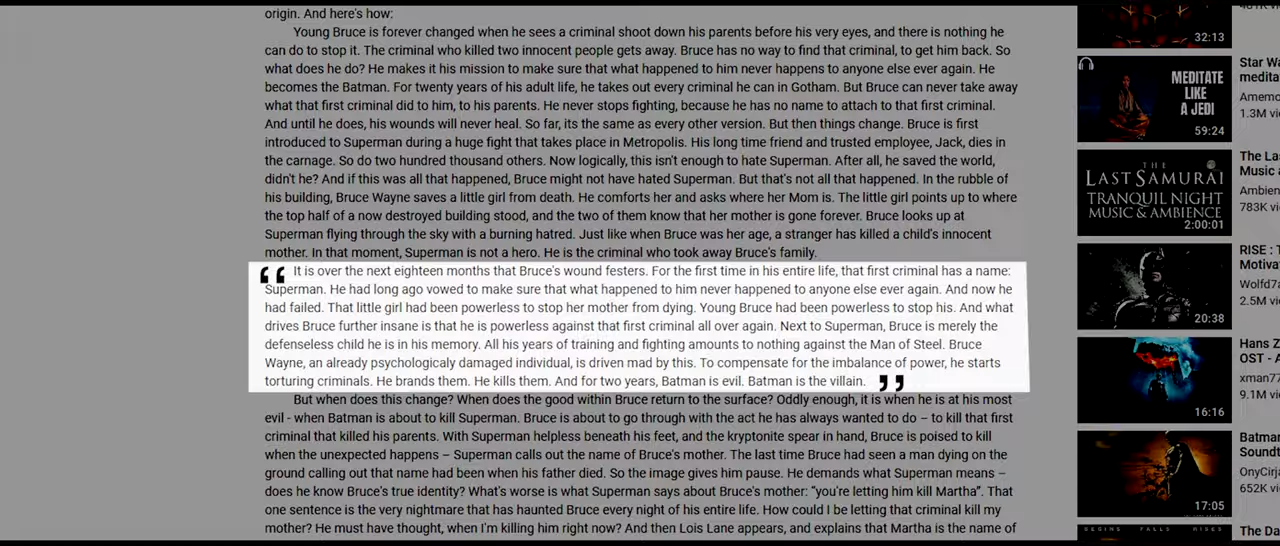 origin. And here's how:
Young Bruce is forever changed when he sees a criminal shoot down his parents before his very eyes, and there is nothing he
can do to stop it. The criminal who killed two innocent people gets away. Bruce has no way to find that criminal, to get him back. So
what does he do? He makes it his mission to make sure that what happened to him never happens to anyone else ever again. He
becomes the Batman. For twenty years of his adult life, he takes out every criminal he can in Gotham. But Bruce can never take away
what that first criminal did to him, to his parents. He never stops fighting, because he has no name to attach to that first criminal.
And until he does, his wounds will never heal. So far, its the same as every other version. But then things change. Bruce is first
introduced to Superman during a huge fight that takes place in Metropolis. His long time friend and trusted employee, Jack, dies in
the carnage. So do two hundred thousand others. Now logically, this isn't enough to hate Superman. After all, he saved the world,
didn't he? And if this was all that happened, Bruce might not have hated Superman. But that's not all that happened. In the rubble of
his building, Bruce Wayne saves a little girl from death. He comforts her and asks where her Mom is. The little girl points up to where
the top half of a now destroyed building stood, and the two of them know that her mother is gone forever. Bruce looks up at
Superman flying through the sky with a burning hatred. Just like when Bruce was her age, a stranger has killed a child's innocent
mother. In that moment, Superman is not a hero. He is the criminal who took away Bruce's family.
“ It is over the next eighteen months that Bruce's wound festers. For the first time in his entire life, that first criminal has a name:
Superman. He had long ago vowed to make sure that what happened to him never happened to anyone else ever again. And now he
had failed. That little girl had been powerless to stop her mother from dying. Young Bruce had been powerless to stop his. And what
drives Bruce further insane is that he is powerless against that first criminal all over again. Next to Superman, Bruce is merely the
defenseless child he is in his memory. All his years of training and fighting amounts to nothing against the Man of Steel. Bruce
Wayne, an already psychologicaly damaged individual, is driven mad by this. To compensate for the imbalance of power, he starts
torturing criminals. He brands them. He kills them. And for two years, Batman is evil. Batman is the villain. ”
But when does this change? When does the good within Bruce return to the surface? Oddly enough, it is when he is at his most
evil - when Batman is about to kill Superman. Bruce is about to go through with the act he has always wanted to do – to kill that first
criminal that killed his parents. With Superman helpless beneath his feet, and the kryptonite spear in hand, Bruce is poised to kill
when the unexpected happens – Superman calls out the name of Bruce's mother. The last time Bruce had seen a man dying on the
ground calling out that name had been when his father died. So the image gives him pause. He demands what Superman means –
does he know Bruce's true identity? What's worse is what Superman says about Bruce's mother: “you're letting him kill Martha”. That
one sentence is the very nightmare that has haunted Bruce every night of his entire life. How could I be letting that criminal kill my
mother? He must have thought, when I'm killing him right now? And then Lois Lane appears, and explains that Martha is the name of
32:13
MEDITATE
LIKE
A
JEDI
59:24
Star Wa
meditat
Amemo
1.3M vi
THE
LAST SAMURAI
TRANQUIL NIGHT
MUSIC & AMBIENCE
2:00:01
The Las
Music a
Ambien
783K vi
20:38
RISE : T
Motivat
Wolfd7a
2.5M vi
16:16
Hans Z
OST - A
xman77
9.1M vi
17:05
Batman
Soundt
OnyCirja
652K vi
BEGINS FALLS RISES
The Da